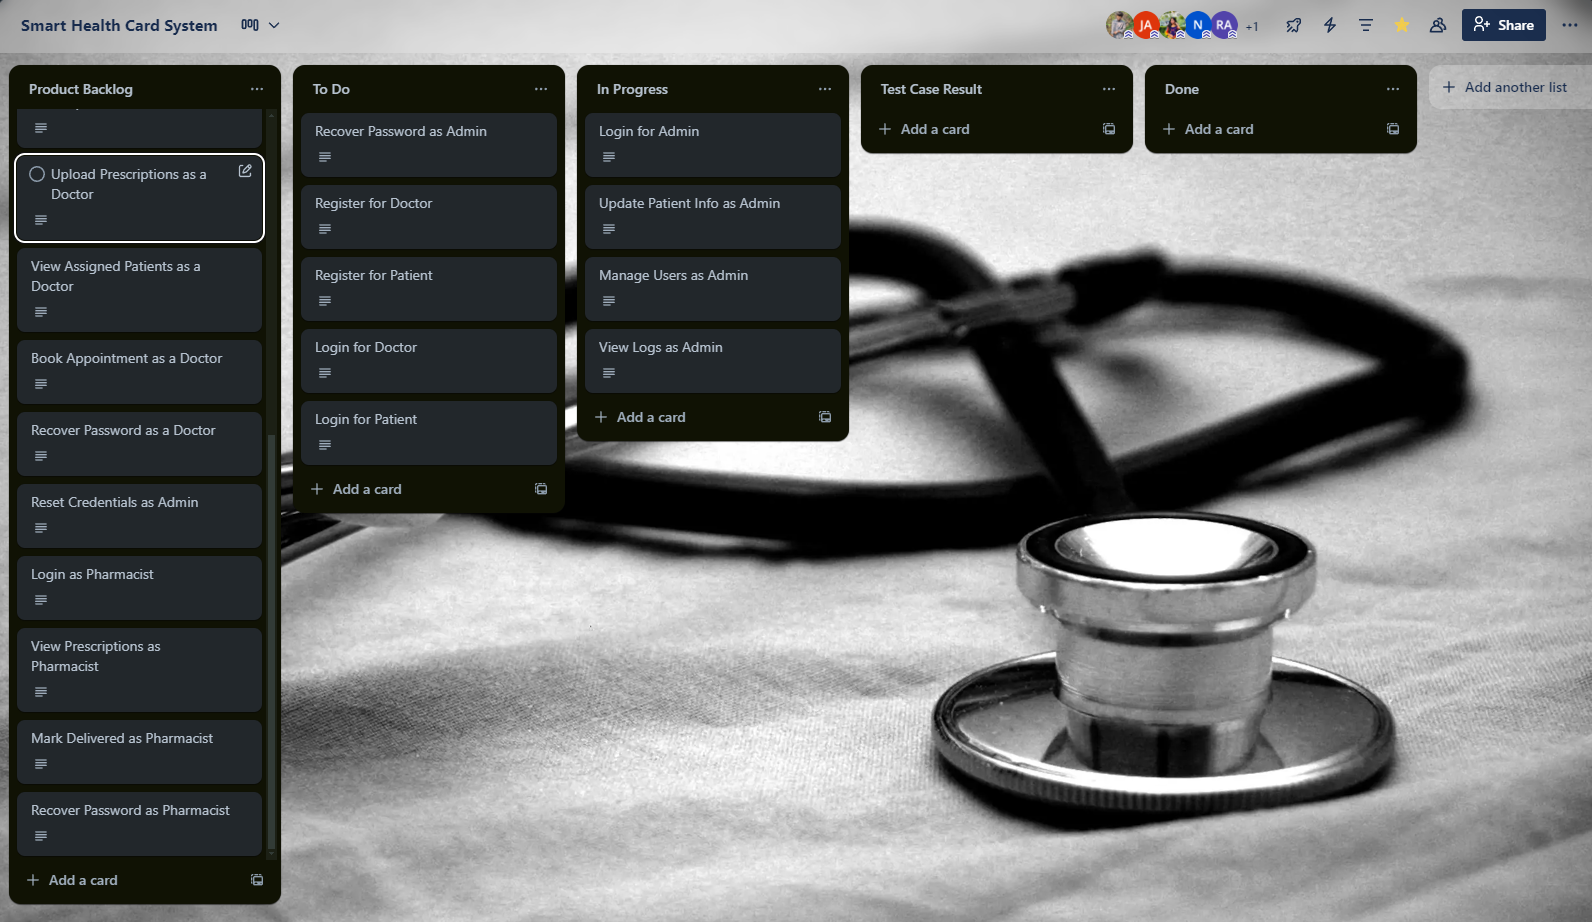 Smart Health Card System
JA
N
RA
+1
Share
Product Backlog
Upload Prescriptions as a
Doctor
View Assigned Patients as a
Doctor
Book Appointment as a Doctor
Recover Password as a Doctor
Reset Credentials as Admin
Login as Pharmacist
View Prescriptions as
Pharmacist
Mark Delivered as Pharmacist
Recover Password as Pharmacist
Add a card
To Do
Recover Password as Admin
Register for Doctor
Register for Patient
Login for Doctor
Login for Patient
Add a card
In Progress
Login for Admin
Update Patient Info as Admin
Manage Users as Admin
View Logs as Admin
Add a card
Test Case Result
Add a card
Done
Add a card
Add another list